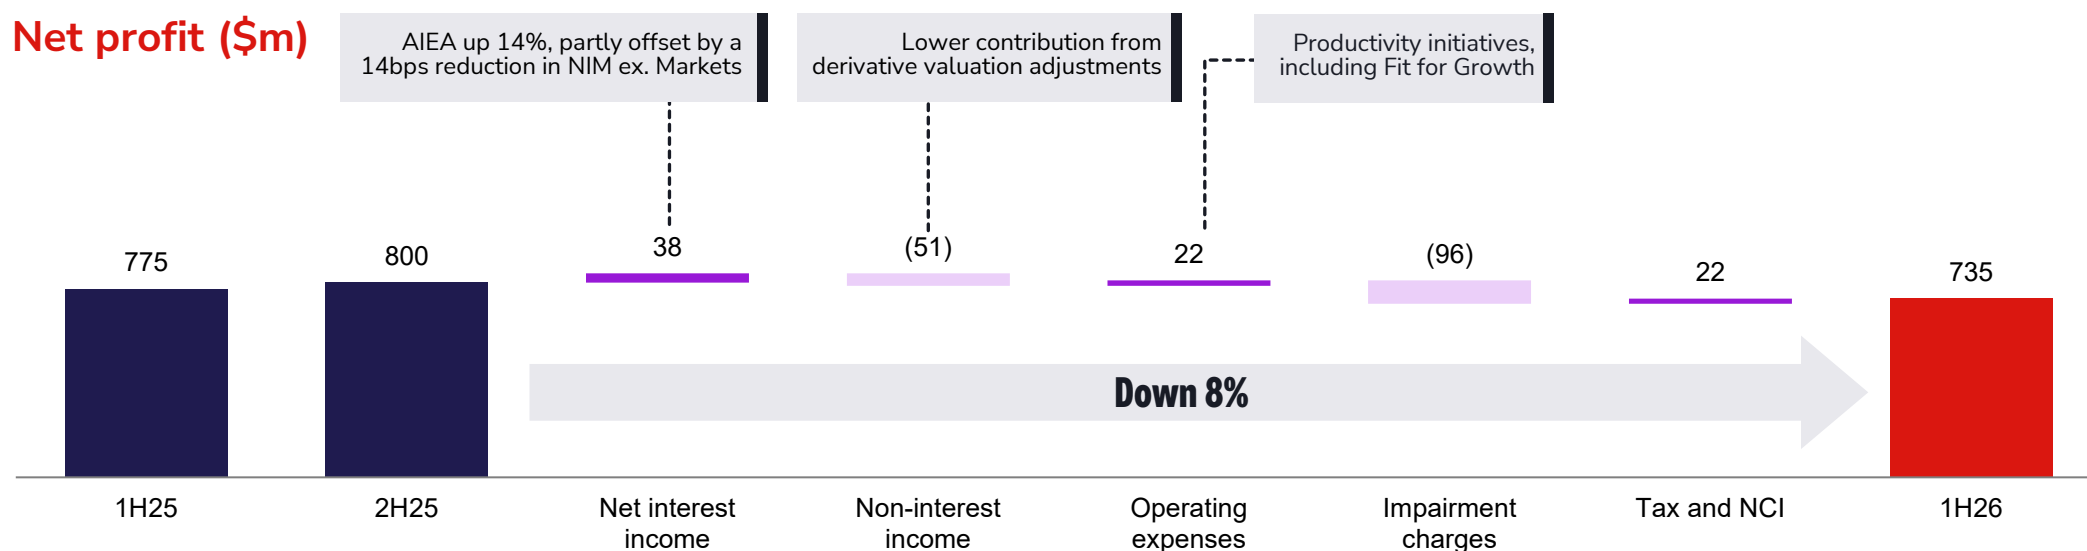 Net profit ($m)
AIEA up 14%, partly offset by a
14bps reduction in NIM ex. Markets
Lower contribution from
derivative valuation adjustments
Productivity initiatives,
including Fit for Growth
775
800
38
(51)
22
(96)
22
735
Down 8%
1H25
2H25
Net interest
income
Non-interest
income
Operating
expenses
Impairment
charges
Tax and NCI
1H26